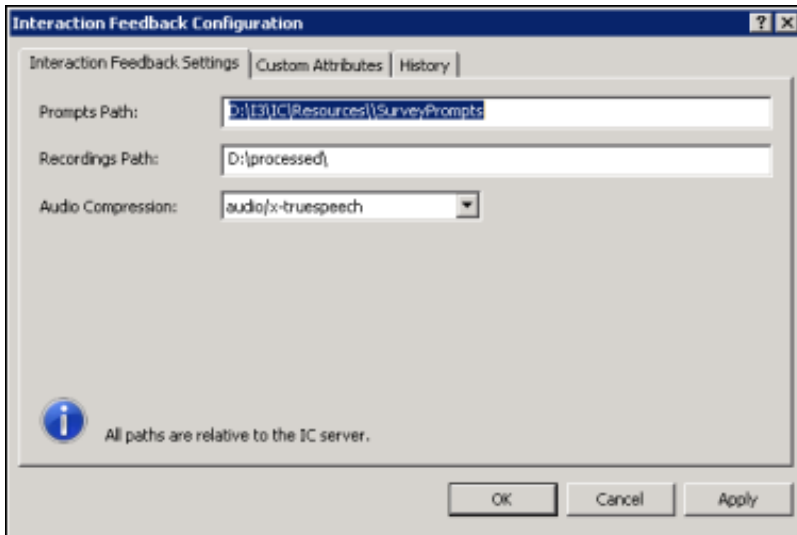 Interaction Feedback Configuration
Interaction Feedback Settings Custom Attributes History
Prompts Path: D:\I3\IC\Resources\\SurveyPrompts
Recordings Path: D:\processed\
Audio Compression: audio/x-truespeech
All paths are relative to the IC server.
OK Cancel Apply